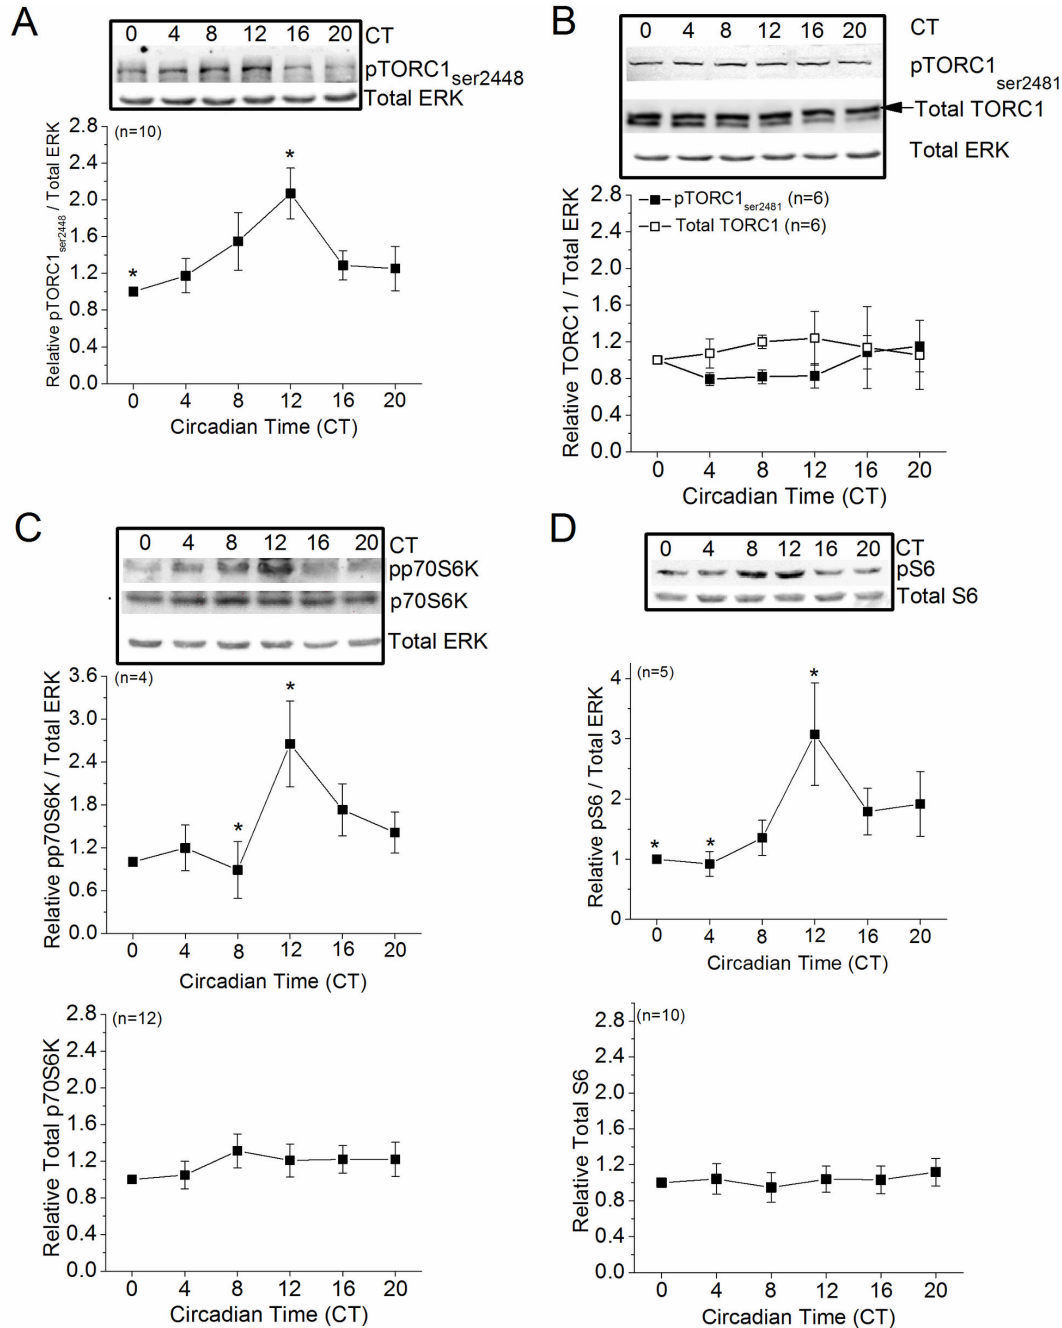 A
0 4 8 12 16 20 CT
pTORC1ser2448
Total ERK
(n=10)
Relative pTORC1ser2448 / Total ERK
2.8
2.4
2.0
1.6
1.2
0.8
0.4
0.0
*
*
0 4 8 12 16 20
Circadian Time (CT)
B
0 4 8 12 16 20 CT
pTORC1ser2481
Total TORC1
Total ERK
pTORC1ser2481 (n=6)
Total TORC1 (n=6)
Relative TORC1 / Total ERK
2.8
2.4
2.0
1.6
1.2
0.8
0.4
0.0
0 4 8 12 16 20
Circadian Time (CT)
C
0 4 8 12 16 20 CT
pp70S6K
p70S6K
Total ERK
(n=4)
Relative pp70S6K / Total ERK
3.6
3.0
2.4
1.8
1.2
0.6
0.0
*
*
0 4 8 12 16 20
Circadian Time (CT)
(n=12)
Relative Total p70S6K
2.8
2.4
2.0
1.6
1.2
0.8
0.4
0.0
0 4 8 12 16 20
Circadian Time (CT)
D
0 4 8 12 16 20 CT
pS6
Total S6
(n=5)
Relative pS6 / Total ERK
4
3
2
1
0
*
* *
0 4 8 12 16 20
Circadian Time (CT)
(n=10)
Relative Total S6
2.8
2.4
2.0
1.6
1.2
0.8
0.4
0.0
0 4 8 12 16 20
Circadian Time (CT)